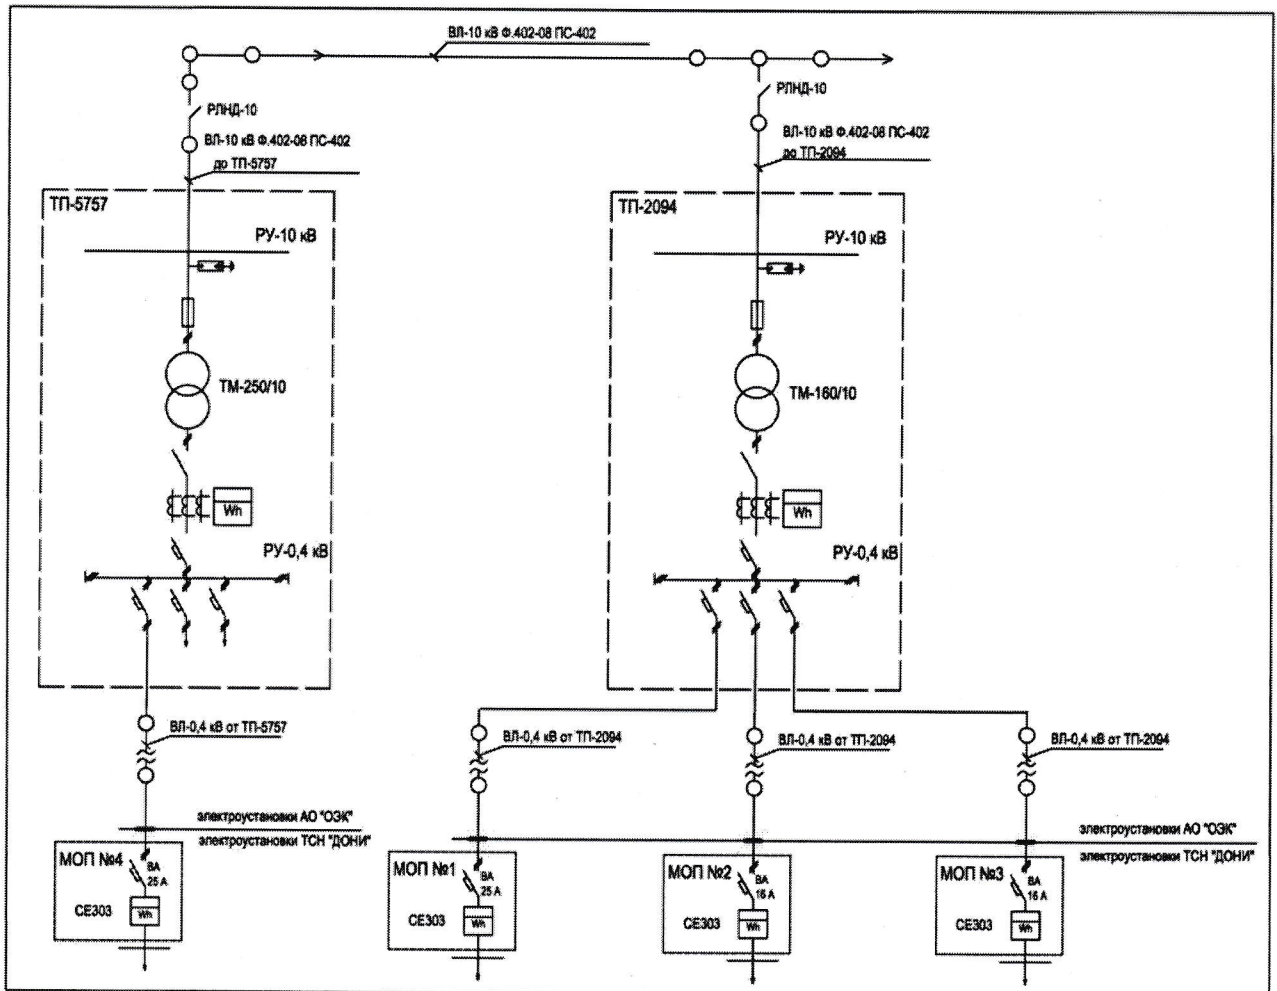 ВЛ-10 кВ Ф.402-08 ПС-402
РЛНД-10
РЛНД-10
ВЛ-10 кВ Ф.402-08 ПС-402
до ТП-5757
ВЛ-10 кВ Ф.402-08 ПС-402
до ТП-2094
ТП-5757
ТП-2094
РУ-10 кВ
РУ-10 кВ
ТМ-250/10
ТМ-160/10
Wh
Wh
РУ-0,4 кВ
РУ-0,4 кВ
ВЛ-0,4 кВ от ТП-5757
ВЛ-0,4 кВ от ТП-2094
ВЛ-0,4 кВ от ТП-2094
ВЛ-0,4 кВ от ТП-2094
электроустановки АО "ОЭК"
электроустановки ТСН "ДОНИ"
электроустановки АО "ОЭК"
электроустановки ТСН "ДОНИ"
МОП №4
ВА
25 А
СЕ303
Wh
МОП №1
ВА
25 А
СЕ303
Wh
МОП №2
ВА
16 А
СЕ303
Wh
МОП №3
ВА
16 А
СЕ303
Wh